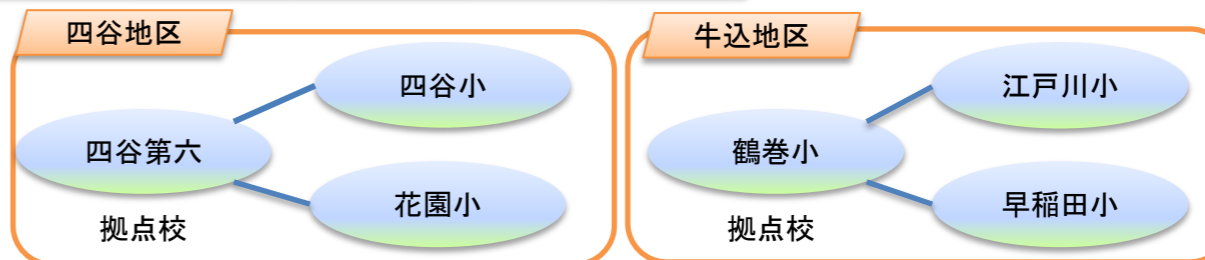 四谷地区
四谷小
四谷第六
花園小
拠点校
牛込地区
江戸川小
鶴巻小
早稲田小
拠点校